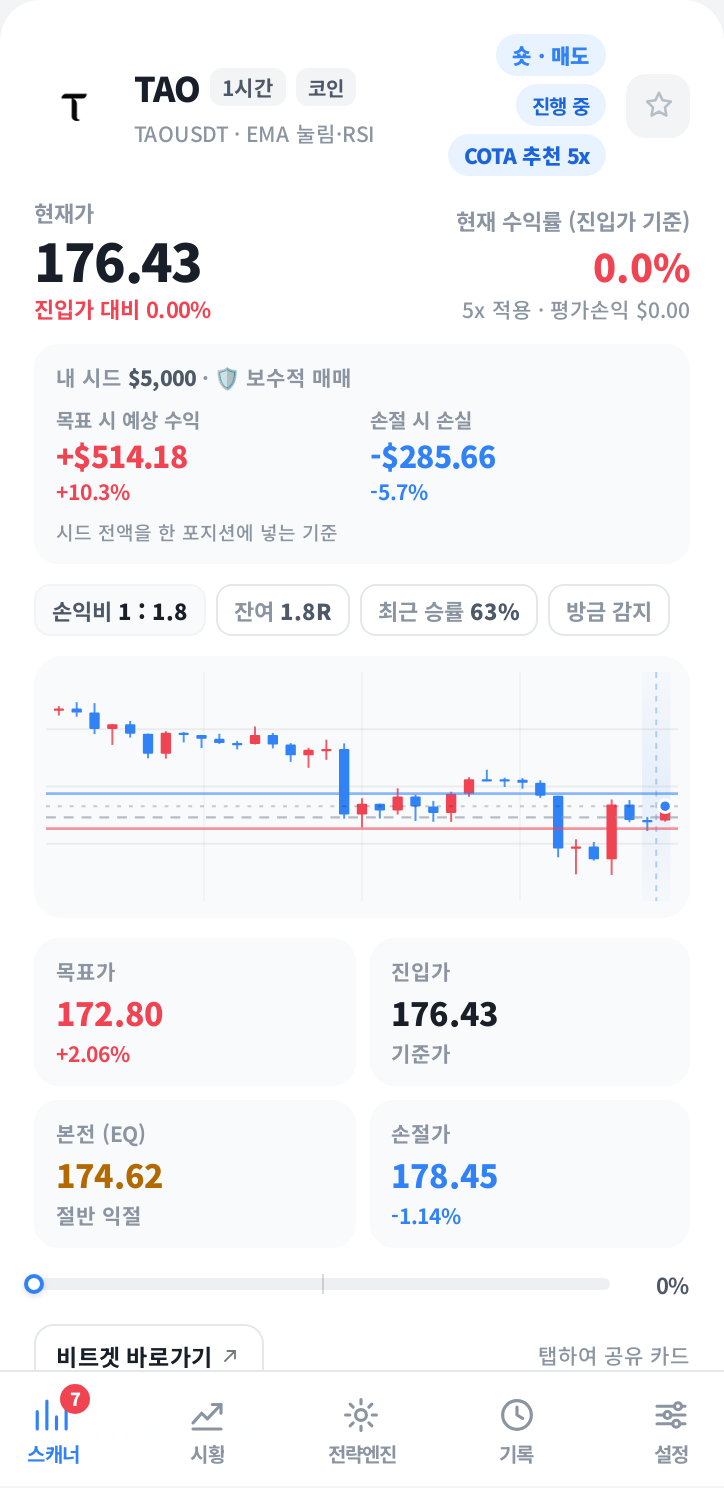 숏 · 매도
TAO 1시간 코인
진행 중
TAOUSDT · EMA 눌림·RSI
COTA 추천 5x
현재가
176.43
진입가 대비 0.00%
현재 수익률 (진입가 기준)
0.0%
5x 적용 · 평가손익 $0.00
내 시드 $5,000 · 🛡️ 보수적 매매
목표 시 예상 수익
+$514.18
+10.3%
손절 시 손실
-$285.66
-5.7%
시드 전액을 한 포지션에 넣는 기준
손익비 1 : 1.8
잔여 1.8R
최근 승률 63%
방금 감지
목표가
172.80
+2.06%
진입가
176.43
기준가
본전 (EQ)
174.62
절반 익절
손절가
178.45
-1.14%
0%
비트겟 바로가기 ↗
탭하여 공유 카드
7
스캐너
시황
전략엔진
기록
설정